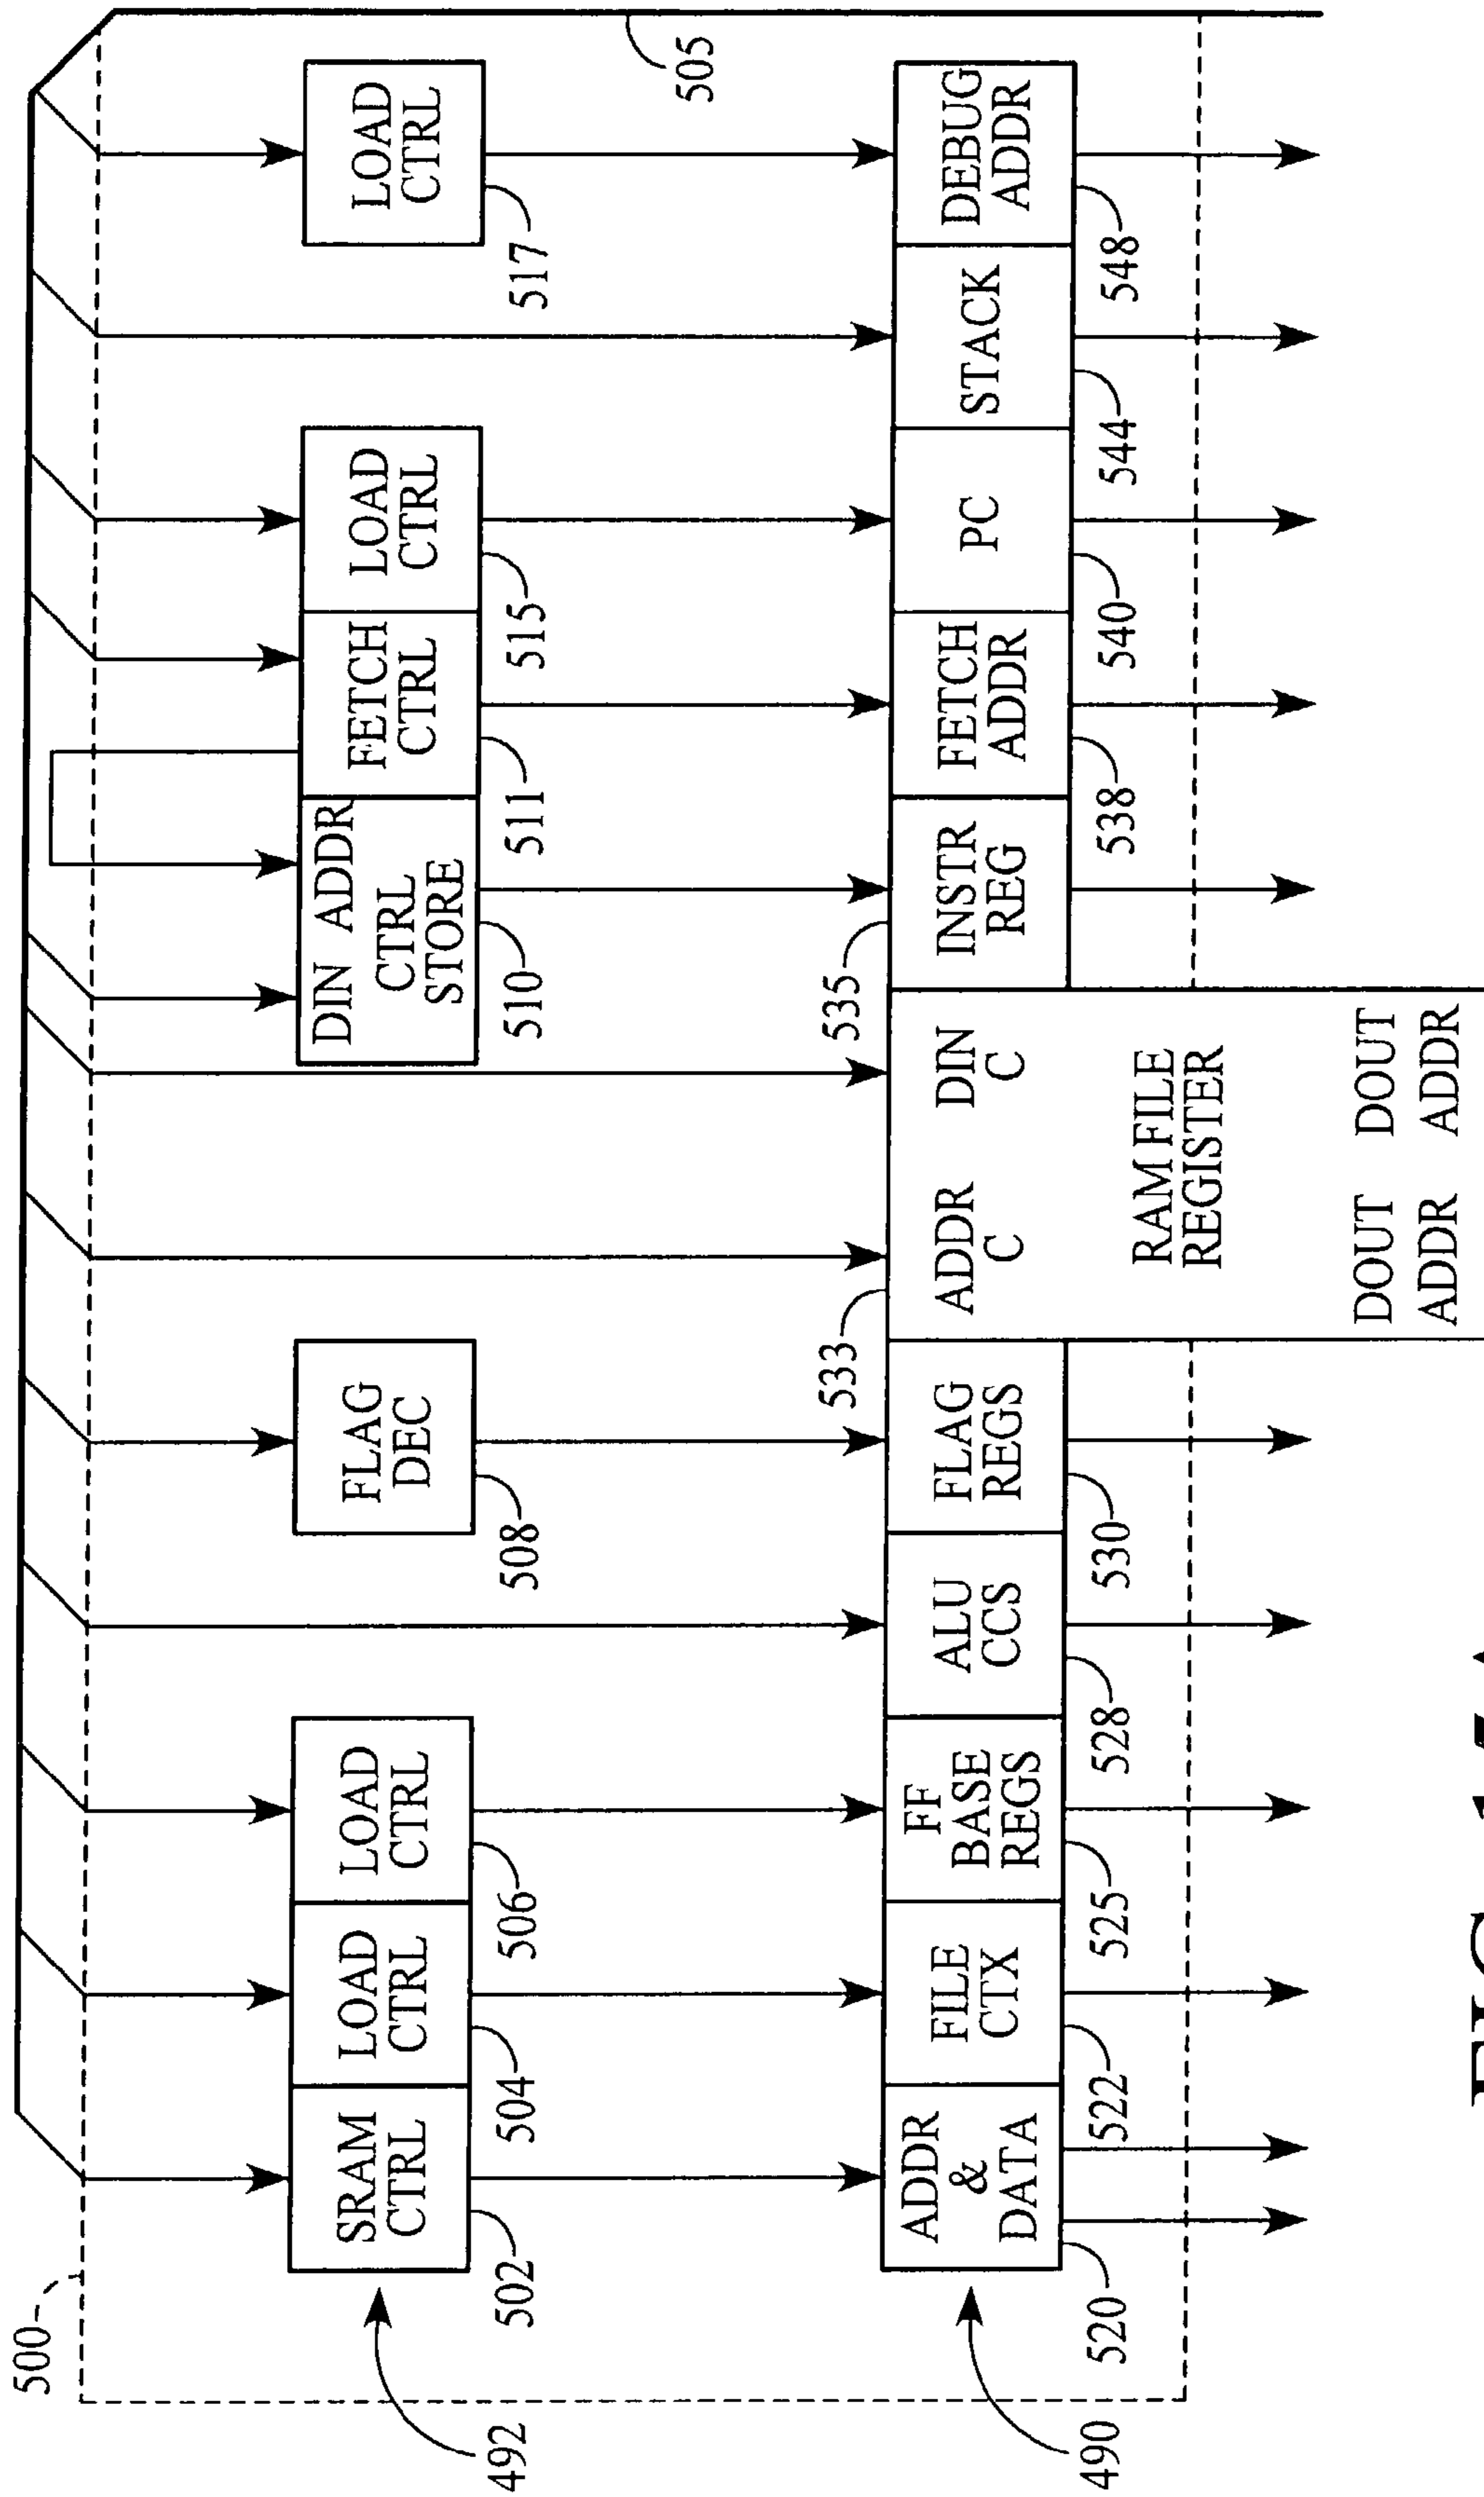 500
SRAM
CTRL
LOAD
CTRL
LOAD
CTRL
FLAG
DEC
DIN ADDR
CTRL
STORE
FETCH
CTRL
LOAD
CTRL
LOAD
CTRL
492
502
504
506
508
510
511
515
517
505
533
535
ADDR
&
DATA
FILE
CTX
FF
BASE
REGS
ALU
CCS
FLAG
REGS
ADDR
C
DIN
C
INSTR
REG
FETCH
ADDR
PC
STACK
DEBUG
ADDR
490
520
522
525
528
530
RAM FILE
REGISTER
538
540
544
548
DOUT DOUT
ADDR ADDR